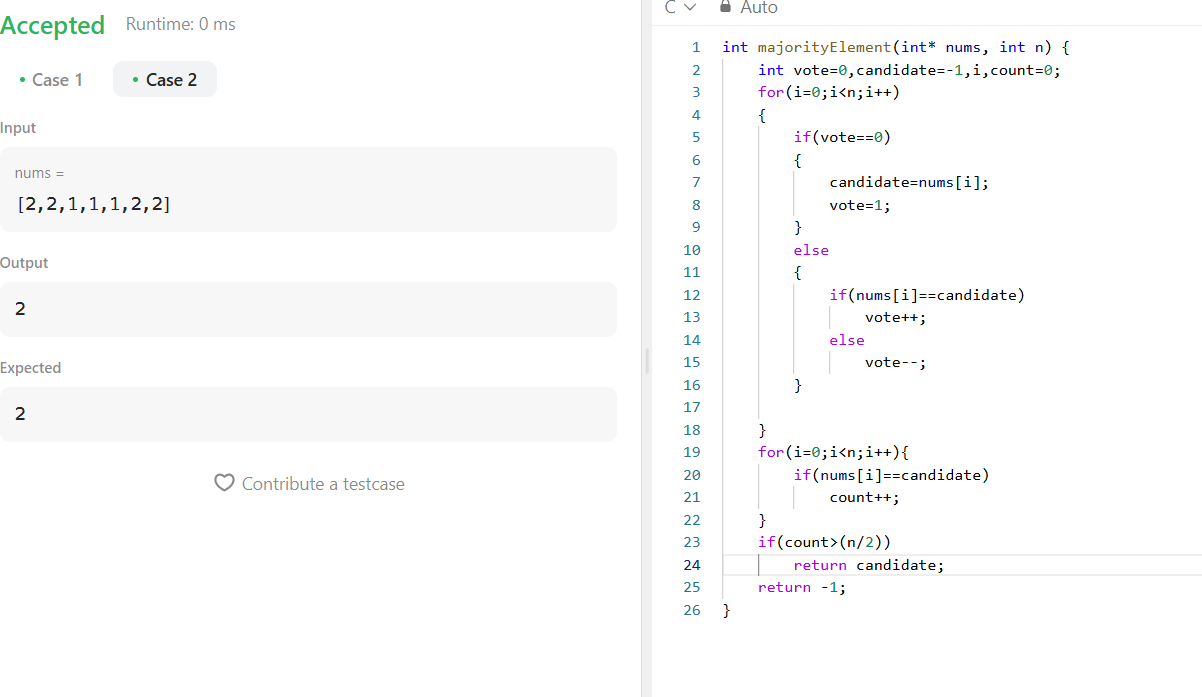 Accepted Runtime: 0 ms
• Case 1 • Case 2
Input
nums =
[2,2,1,1,1,2,2]
Output
2
Expected
2
Contribute a testcase
C Auto
1 int majorityElement(int* nums, int n) {
2     int vote=0,candidate=-1,i,count=0;
3     for(i=0;i<n;i++)
4     {
5         if(vote==0)
6         {
7             candidate=nums[i];
8             vote=1;
9         }
10         else
11         {
12             if(nums[i]==candidate)
13                 vote++;
14             else
15                 vote--;
16         }
17
18     }
19     for(i=0;i<n;i++){
20         if(nums[i]==candidate)
21             count++;
22     }
23     if(count>(n/2))
24         return candidate;
25     return -1;
26 }